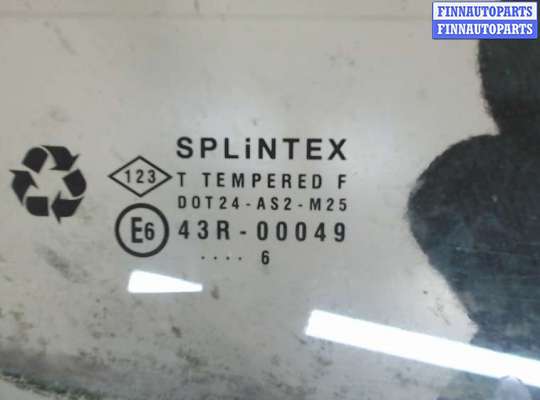 FINNAUTOPARTS
FINNAUTOPARTS
SPLiNTEX
123 T TEMPERED F
DOT24-AS2-M25
E6 43R-00049
.... 6